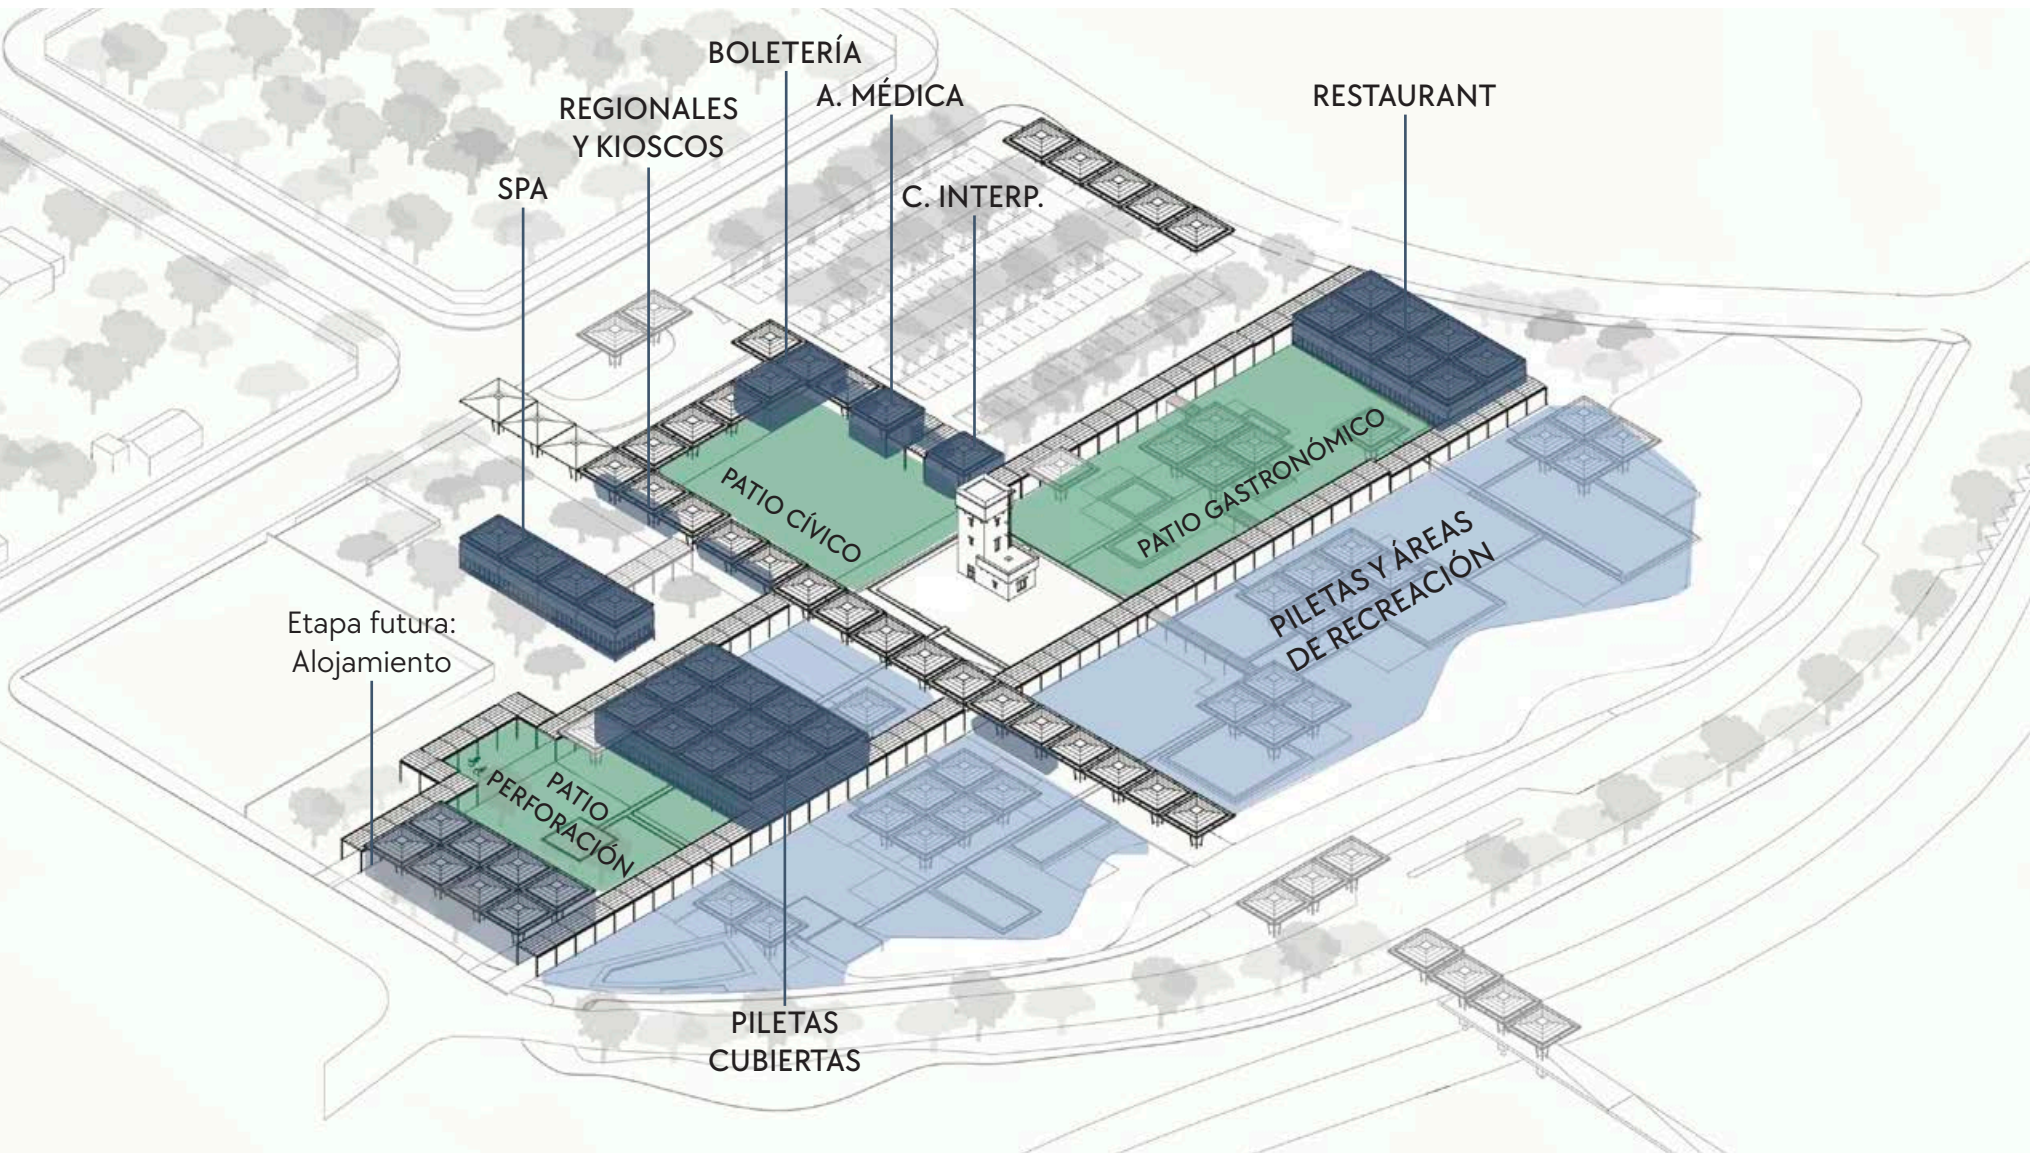 BOLETERÍA
A. MÉDICA
RESTAURANT
REGIONALES
Y KIOSCOS
SPA
C. INTERP.
PATIO CÍVICO
PATIO GASTRONÓMICO
PILETAS Y ÁREAS
DE RECREACIÓN
Etapa futura:
Alojamiento
PATIO
PERFORACIÓN
PILETAS
CUBIERTAS